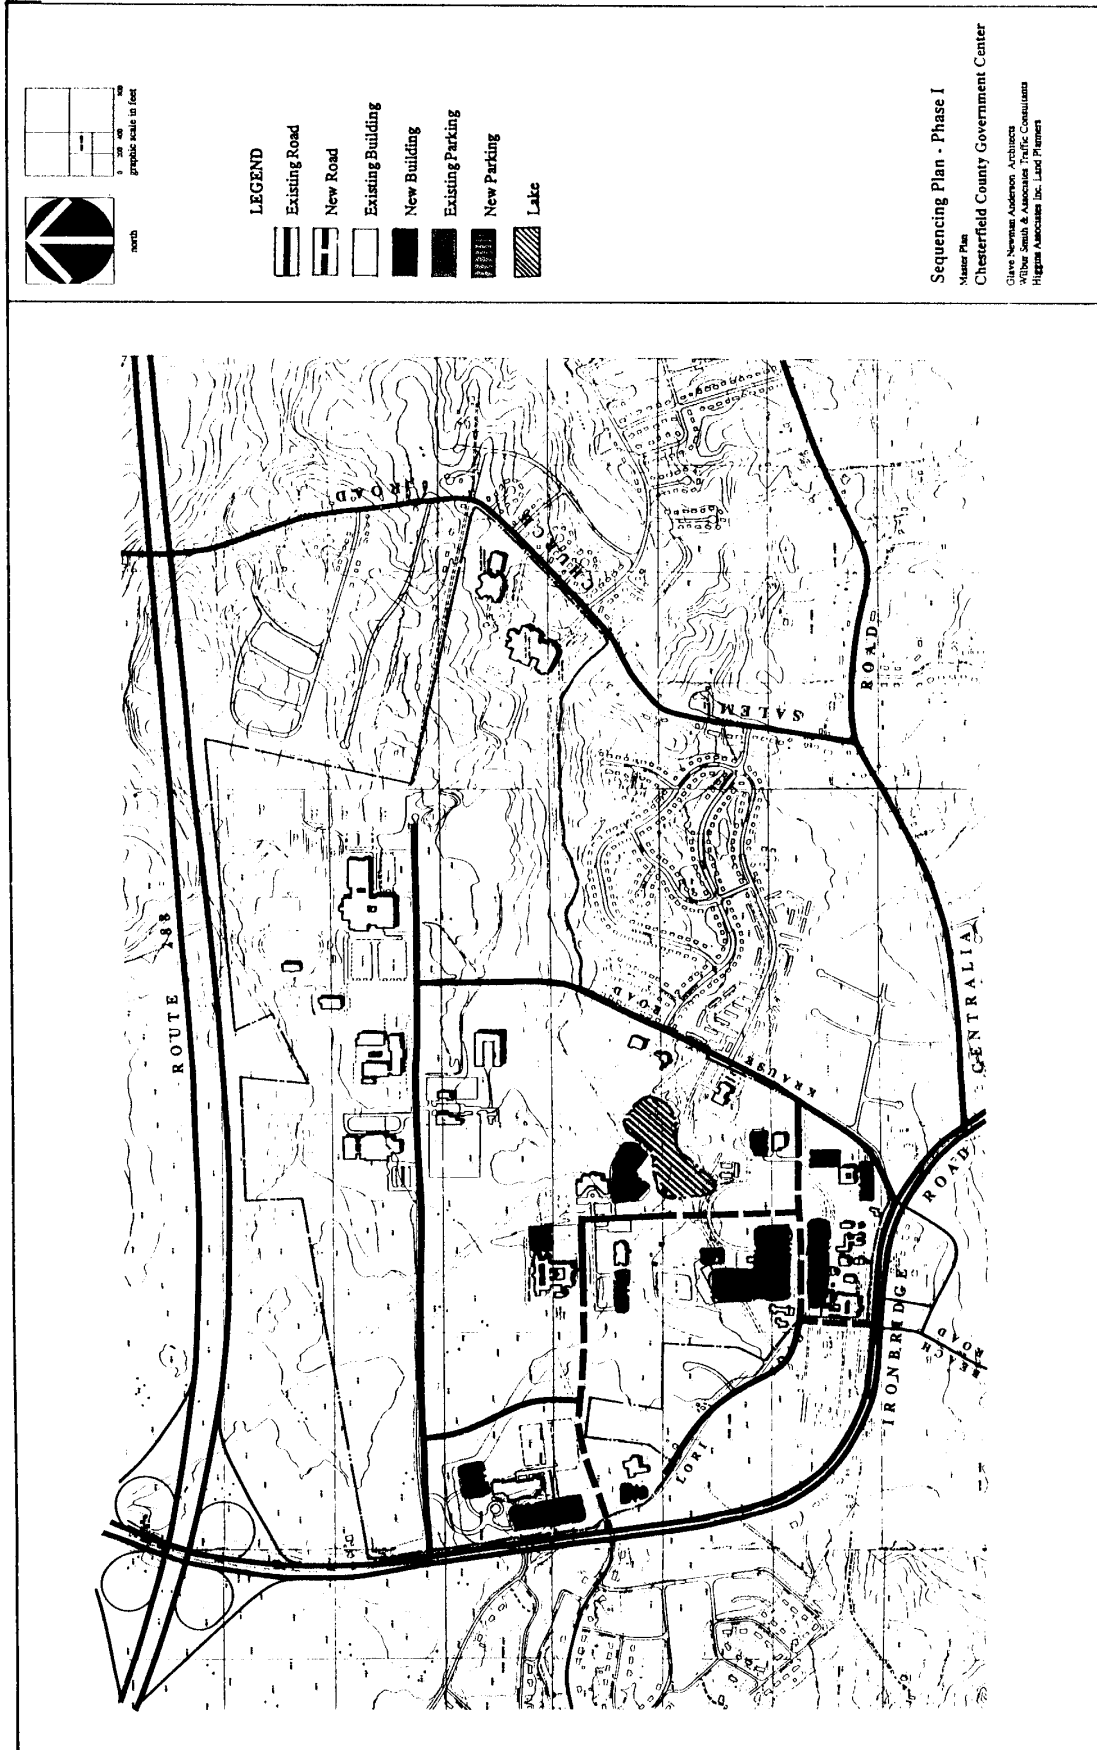 0 200 400 800
graphic scale in feet
north
LEGEND
Existing Road
New Road
Existing Building
New Building
Existing Parking
New Parking
Lake
Sequencing Plan - Phase I
Master Plan
Chesterfield County Government Center
Glave Newman Anderson Architects
Wilbur Smith & Associates Traffic Consultants
Higgins Associates Inc. Land Planners
ROUTE 288
CHURCH ROAD
SALEM
ROAD
CENTRALIA
KRAUSE ROAD
IRONBRIDGE ROAD
BEACH ROAD
LORI